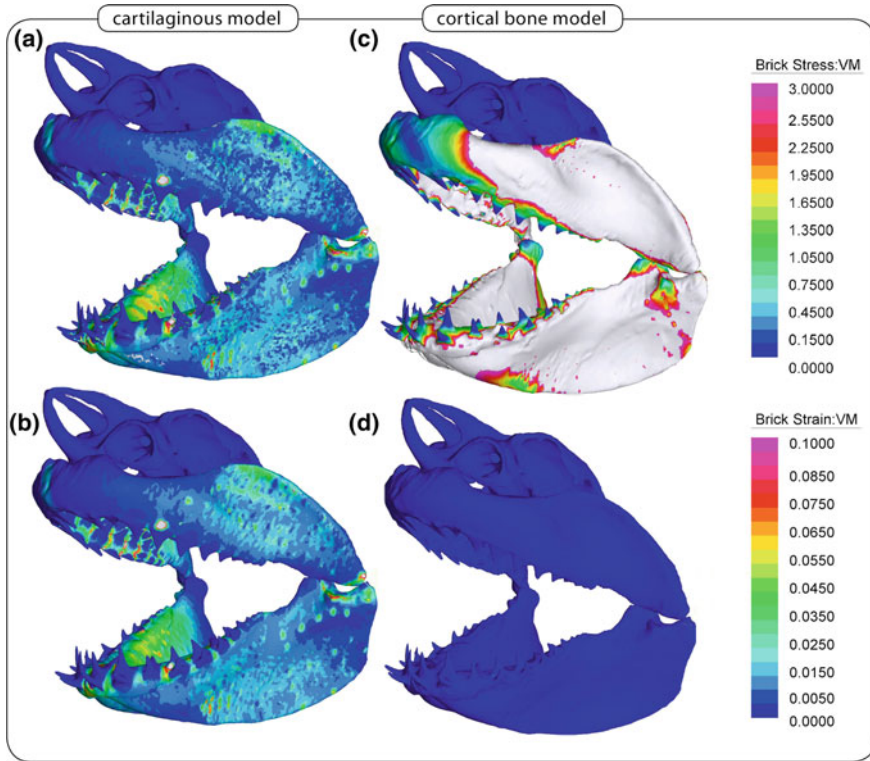 cartilaginous model
cortical bone model
(a)
(c)
Brick Stress:VM
3.0000
2.5500
2.2500
1.9500
1.6500
1.3500
1.0500
0.7500
0.4500
0.1500
0.0000
(b)
(d)
Brick Strain:VM
0.1000
0.0850
0.0750
0.0650
0.0550
0.0450
0.0350
0.0250
0.0150
0.0050
0.0000